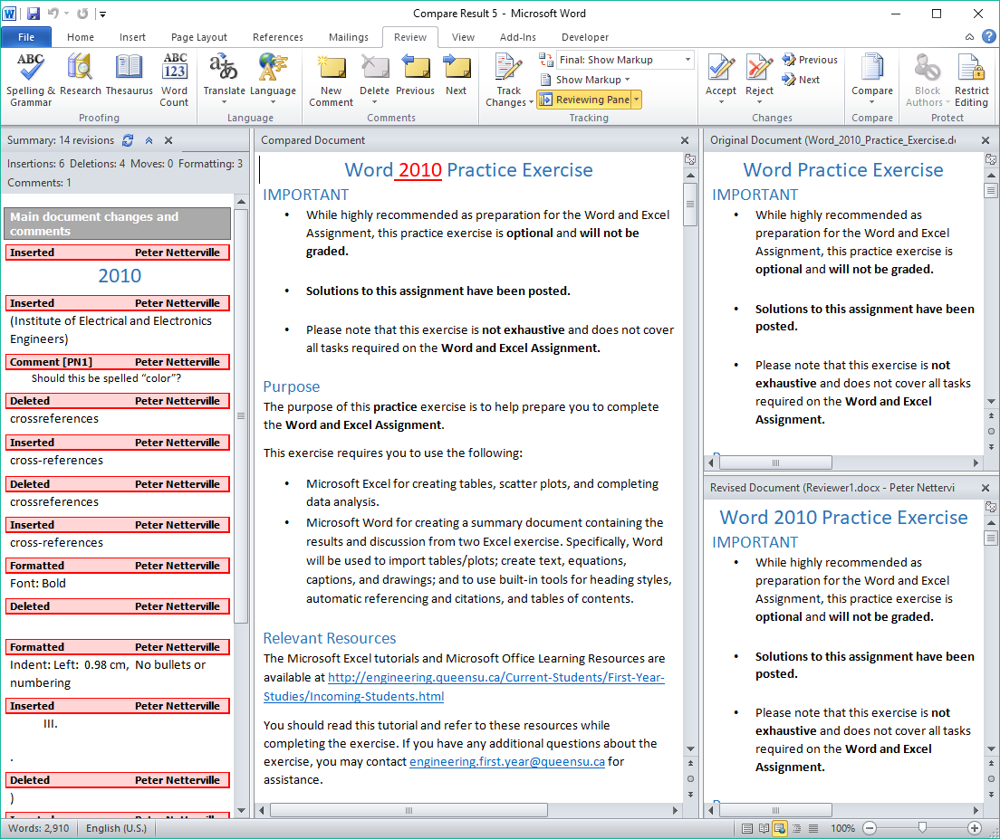 Compare Result 5 - Microsoft Word
File Home Insert Page Layout References Mailings Review View Add-Ins Developer
ABC
Spelling &
Grammar
Research
Thesaurus
ABC
123
Word
Count
Proofing
Translate
Language
Language
New
Comment
Delete
Previous
Next
Comments
Track
Changes
Final: Show Markup
Show Markup
Reviewing Pane
Tracking
Accept
Reject
Previous
Next
Changes
Compare
Compare
Block
Authors
Restrict
Editing
Protect
Summary: 14 revisions
Insertions: 6 Deletions: 4 Moves: 0 Formatting: 3
Comments: 1
Main document changes and
comments
Inserted Peter Netterville
2010
Inserted Peter Netterville
(Institute of Electrical and Electronics
Engineers)
Comment [PN1] Peter Netterville
Should this be spelled “color”?
Deleted Peter Netterville
crossreferences
Inserted Peter Netterville
cross-references
Deleted Peter Netterville
crossreferences
Inserted Peter Netterville
cross-references
Formatted Peter Netterville
Font: Bold
Deleted Peter Netterville
Formatted Peter Netterville
Indent: Left: 0.98 cm, No bullets or
numbering
Inserted Peter Netterville
III.
.
Deleted Peter Netterville
)
Compared Document
Word 2010 Practice Exercise
IMPORTANT
• While highly recommended as preparation for the Word and Excel
Assignment, this practice exercise is optional and will not be
graded.
• Solutions to this assignment have been posted.
• Please note that this exercise is not exhaustive and does not cover
all tasks required on the Word and Excel Assignment.
Purpose
The purpose of this practice exercise is to help prepare you to complete
the Word and Excel Assignment.
This exercise requires you to use the following:
• Microsoft Excel for creating tables, scatter plots, and completing
data analysis.
• Microsoft Word for creating a summary document containing the
results and discussion from two Excel exercise. Specifically, Word
will be used to import tables/plots; create text, equations,
captions, and drawings; and to use built-in tools for heading styles,
automatic referencing and citations, and tables of contents.
Relevant Resources
The Microsoft Excel tutorials and Microsoft Office Learning Resources are
available at http://engineering.queensu.ca/Current-Students/First-Year-
Studies/Incoming-Students.html
You should read this tutorial and refer to these resources while
completing the exercise. If you have any additional questions about the
exercise, you may contact engineering.first.year@queensu.ca for
assistance.
Original Document (Word_2010_Practice_Exercise.do
Word Practice Exercise
IMPORTANT
• While highly recommended as
preparation for the Word and Excel
Assignment, this practice exercise is
optional and will not be graded.
• Solutions to this assignment have been
posted.
• Please note that this exercise is not
exhaustive and does not cover all tasks
required on the Word and Excel
Assignment.
Revised Document (Reviewer1.docx - Peter Nettervi
Word 2010 Practice Exercise
IMPORTANT
• While highly recommended as
preparation for the Word and Excel
Assignment, this practice exercise is
optional and will not be graded.
• Solutions to this assignment have been
posted.
• Please note that this exercise is not
exhaustive and does not cover all tasks
required on the Word and Excel
Assignment.
Words: 2,910 English (U.S.) 100%